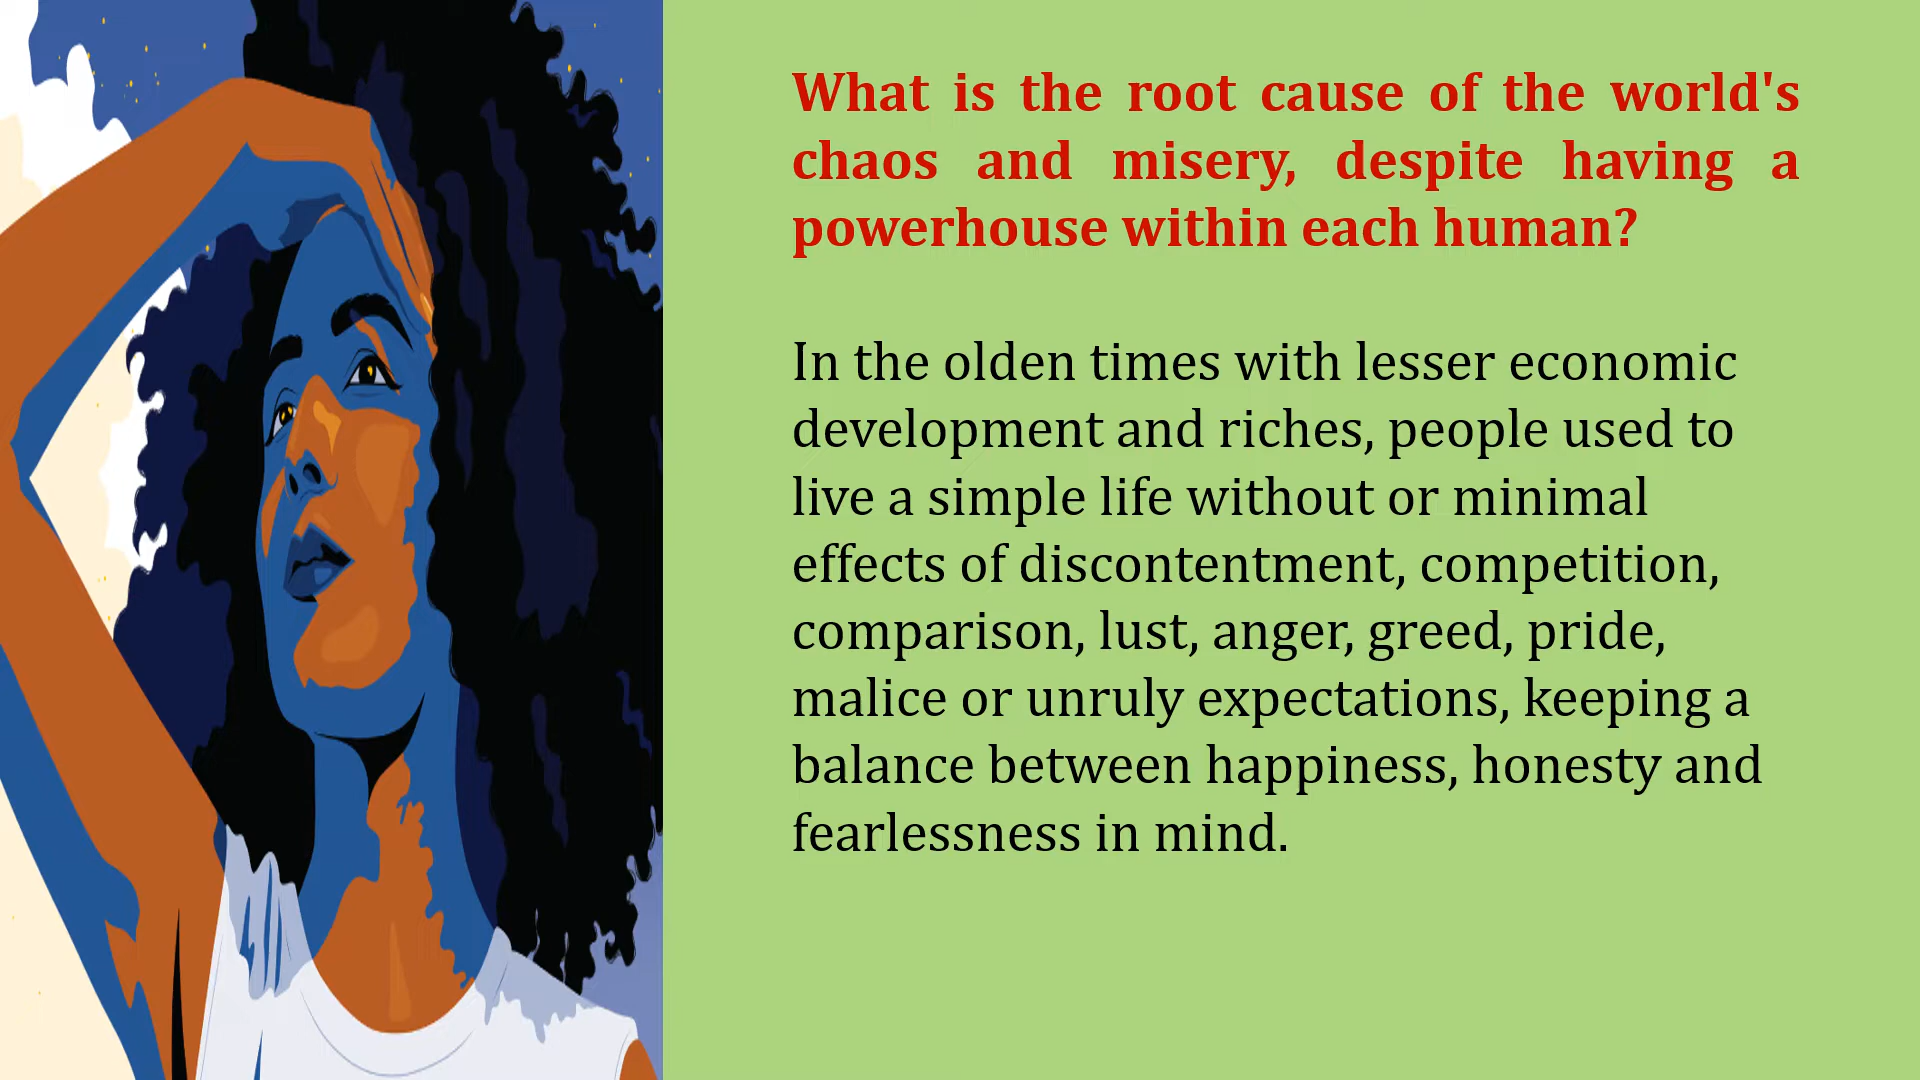 What is the root cause of the world's
chaos and misery, despite having a
powerhouse within each human?
In the olden times with lesser economic
development and riches, people used to
live a simple life without or minimal
effects of discontentment, competition,
comparison, lust, anger, greed, pride,
malice or unruly expectations, keeping a
balance between happiness, honesty and
fearlessness in mind.